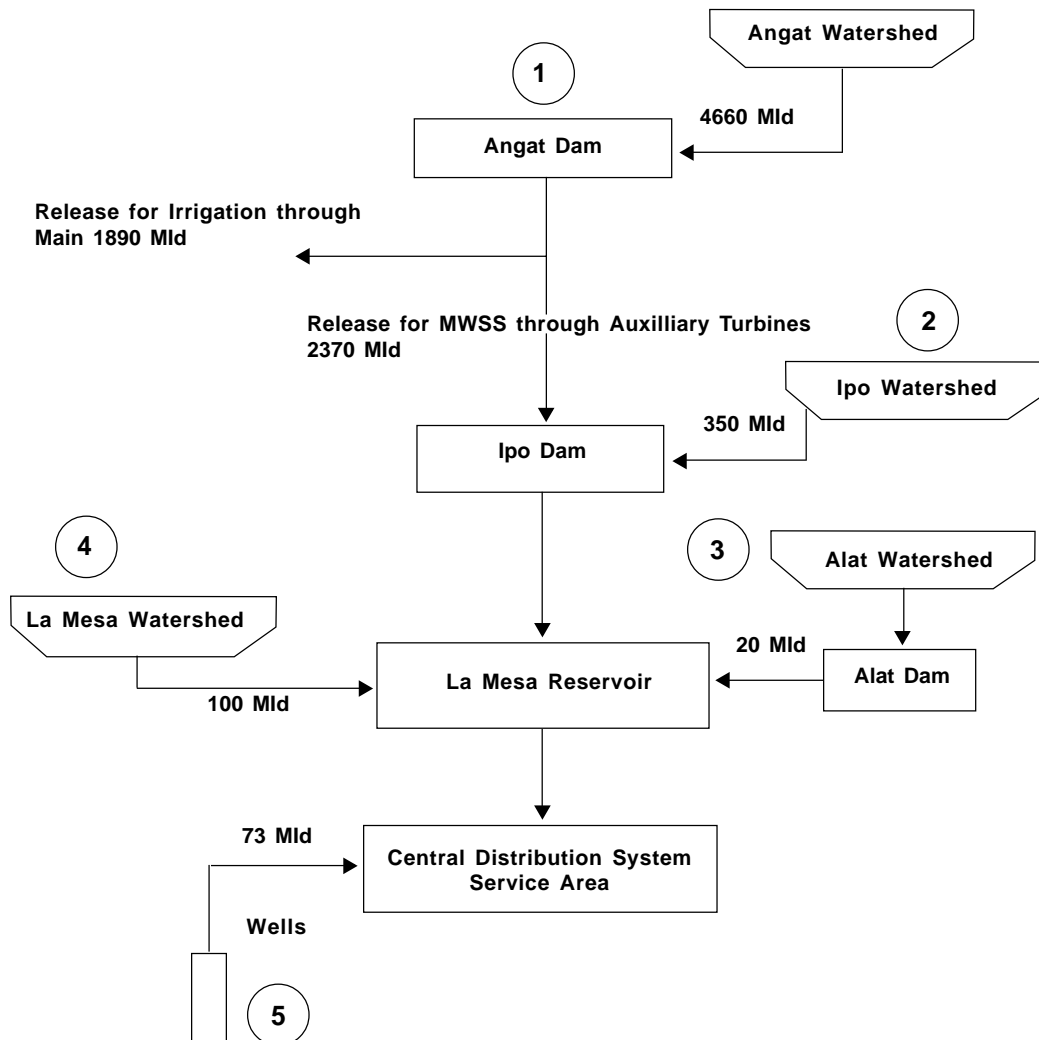 Angat Watershed
1
4660 Mld
Angat Dam
Release for Irrigation through
Main 1890 Mld
Release for MWSS through Auxilliary Turbines
2370 Mld
2
Ipo Watershed
350 Mld
Ipo Dam
4
3
Alat Watershed
La Mesa Watershed
20 Mld
La Mesa Reservoir
Alat Dam
100 Mld
73 Mld
Central Distribution System
Service Area
Wells
5